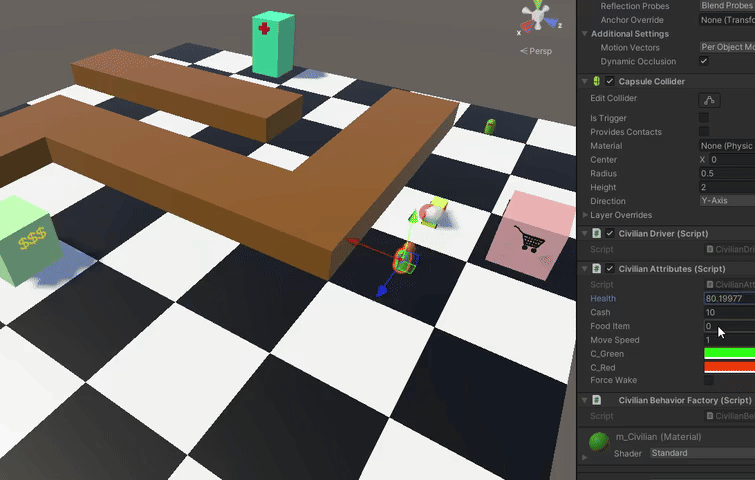 x
z
< Persp
$$$
Reflection Probes Blend Probes
Anchor Override None (Transfo
Additional Settings
Motion Vectors Per Object Mo
Dynamic Occlusion
Capsule Collider
Edit Collider
Is Trigger
Provides Contacts
Material None (Physic
Center X 0
Radius 0.5
Height 2
Direction Y-Axis
Layer Overrides
Civilian Driver (Script)
Script CivilianDri
Civilian Attributes (Script)
Script CivilianAtt
Health 80.19977
Cash 10
Food Item 0
Move Speed 1
C_Green
C_Red
Force Wake
Civilian Behavior Factory (Script)
Script CivilianBe
m_Civilian (Material)
Shader Standard